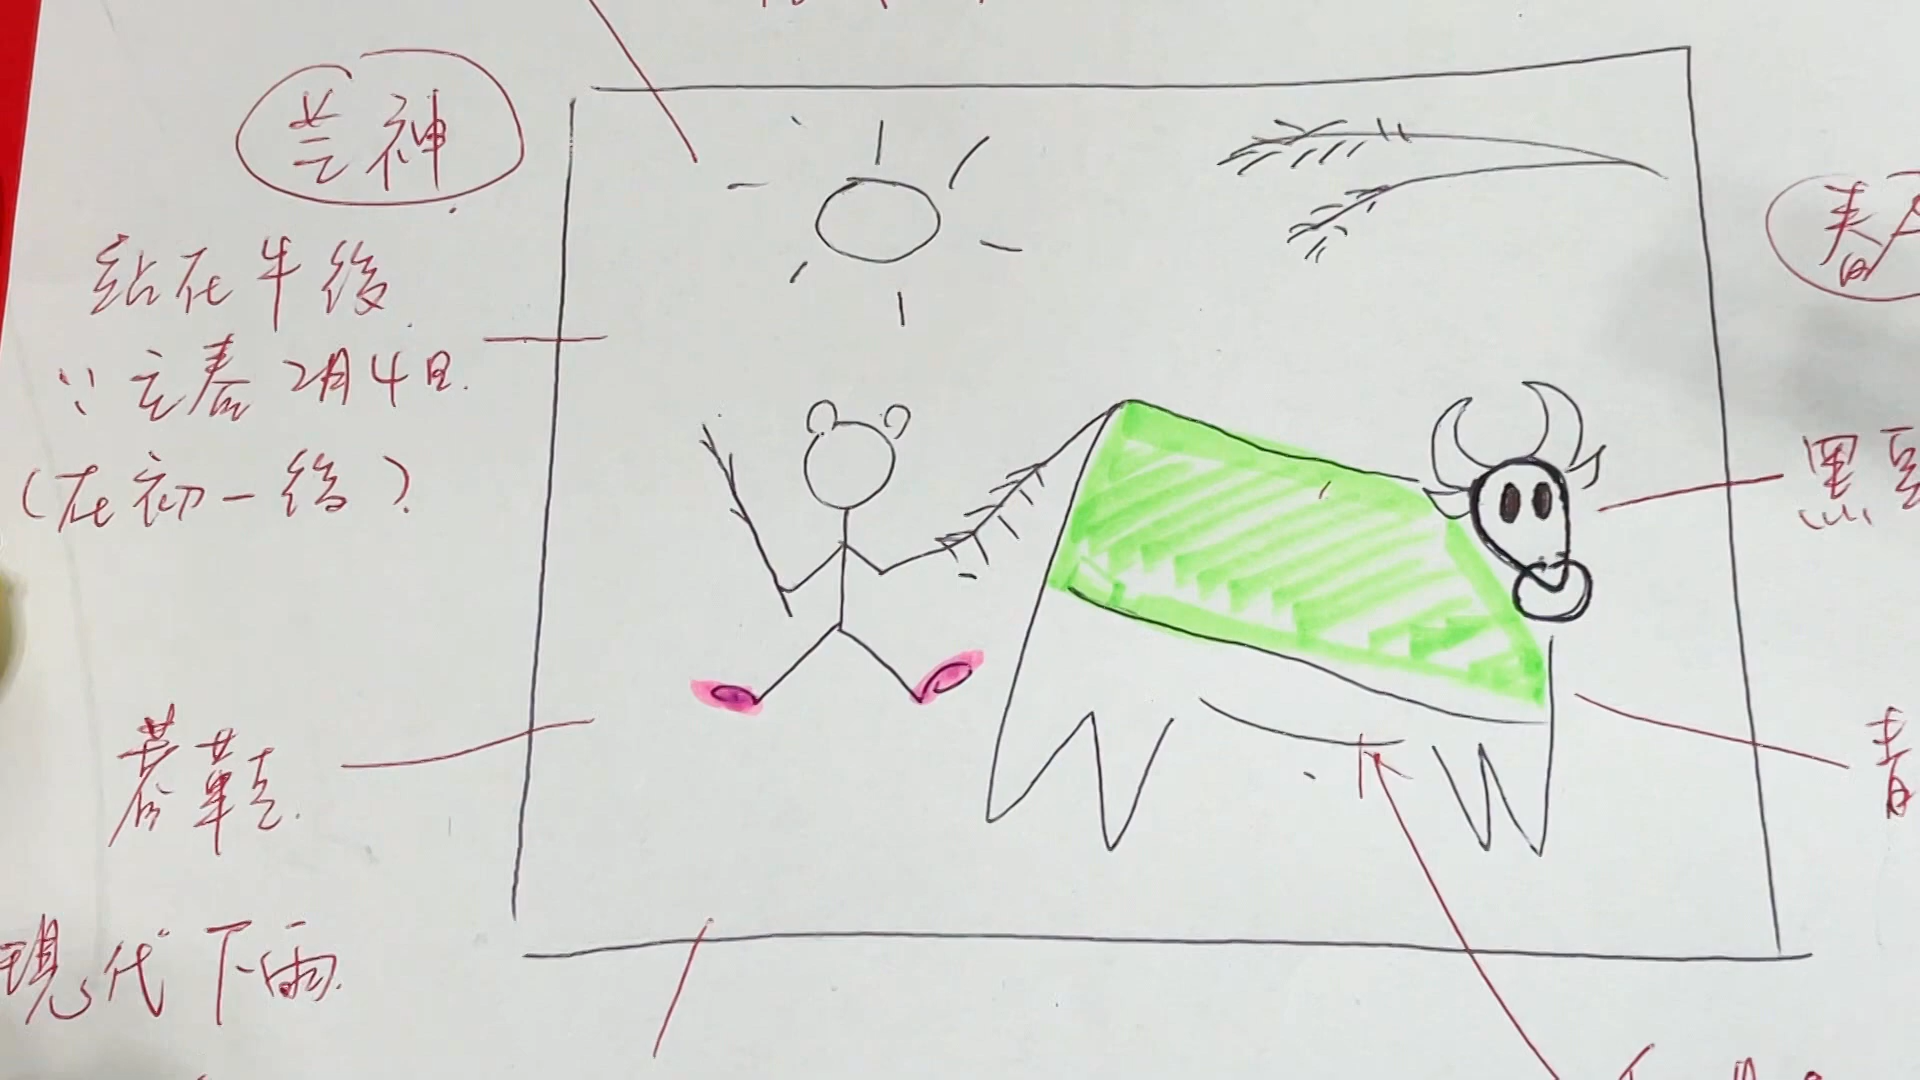 芒神
站在牛後
∵立春2月4日.
(在初一後)
着鞋.
現代下雨.
春
黑豆
青